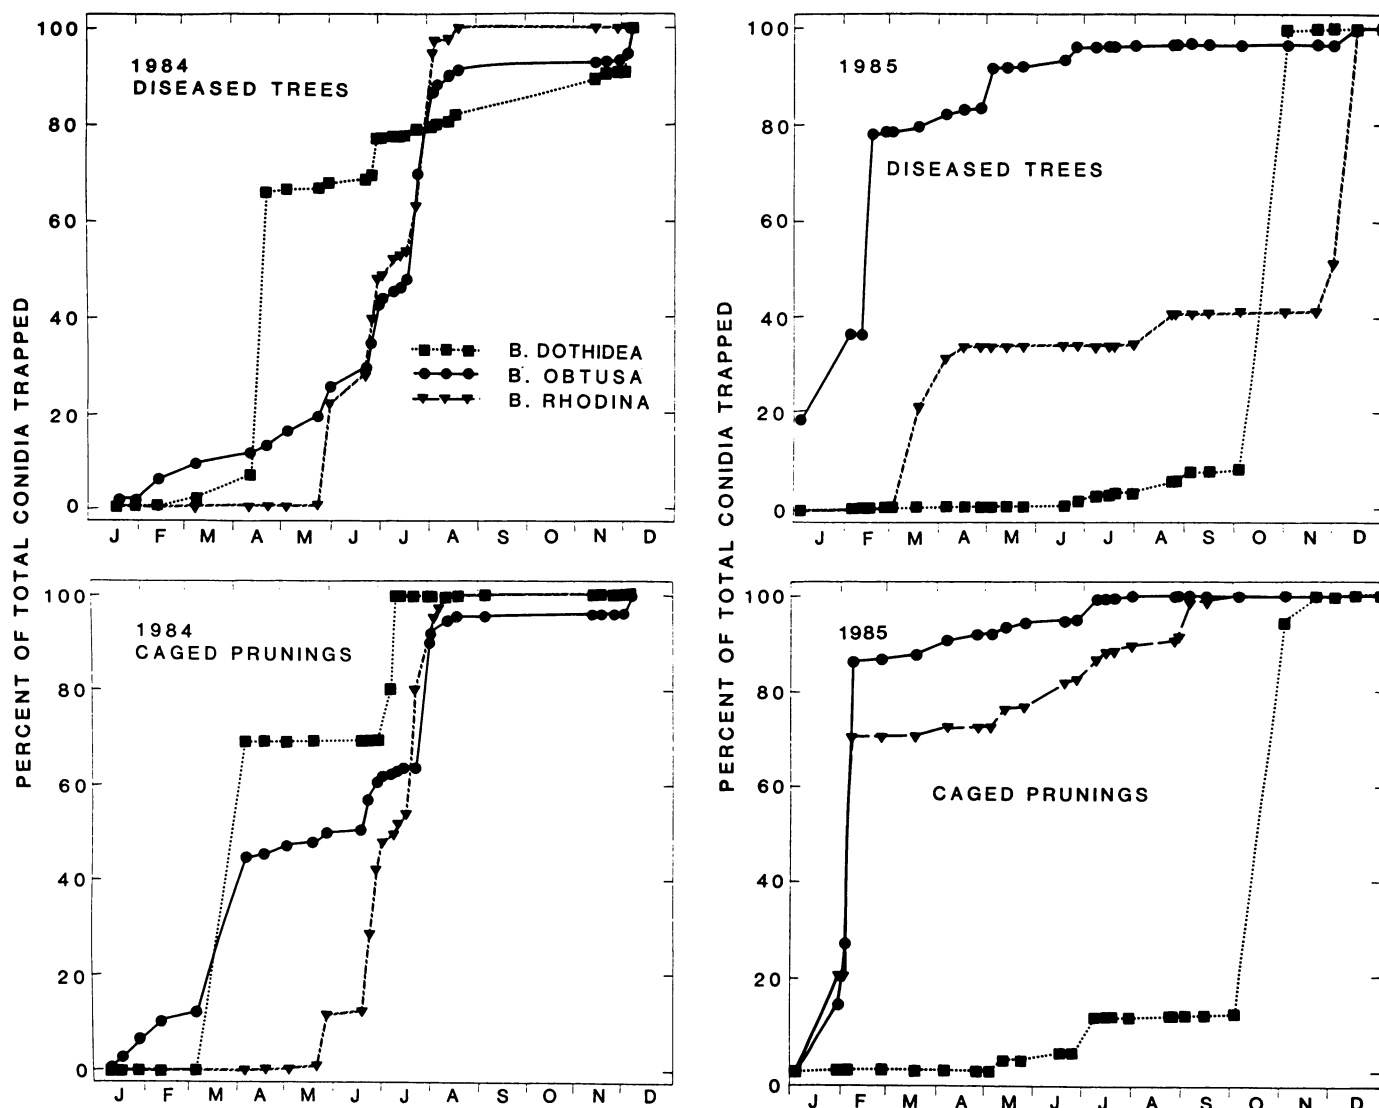 PERCENT OF TOTAL CONIDIA TRAPPED
100
80
60
40
20
0
1984
DISEASED TREES
B. DOTHIDEA
B. OBTUSA
B. RHODINA
J F M A M J J A S O N D
PERCENT OF TOTAL CONIDIA TRAPPED
100
80
60
40
20
0
1985
DISEASED TREES
J F M A M J J A S O N D
100
80
60
40
20
0
1984
CAGED PRUNINGS
J F M A M J J A S O N D
100
80
60
40
20
0
1985
CAGED PRUNINGS
J F M A M J J A S O N D